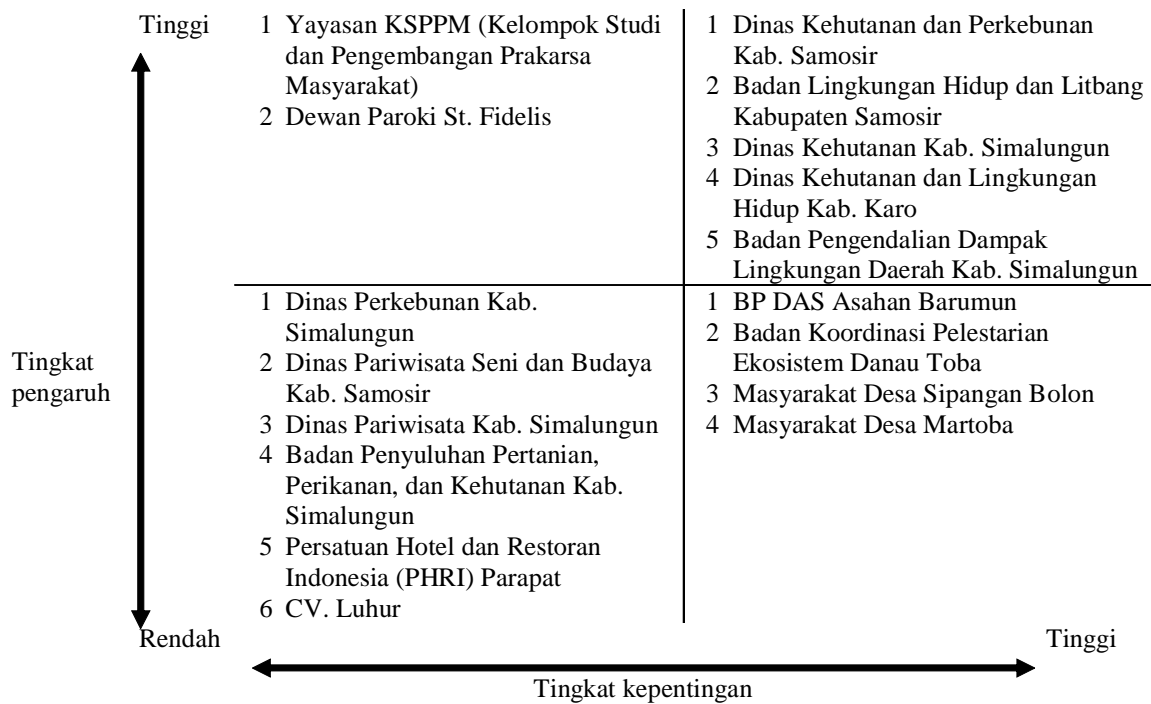 Tinggi
1 Yayasan KSPPM (Kelompok Studi
dan Pengembangan Prakarsa
Masyarakat)
2 Dewan Paroki St. Fidelis
1 Dinas Kehutanan dan Perkebunan
Kab. Samosir
2 Badan Lingkungan Hidup dan Litbang
Kabupaten Samosir
3 Dinas Kehutanan Kab. Simalungun
4 Dinas Kehutanan dan Lingkungan
Hidup Kab. Karo
5 Badan Pengendalian Dampak
Lingkungan Daerah Kab. Simalungun
Tingkat
pengaruh
1 Dinas Perkebunan Kab.
Simalungun
2 Dinas Pariwisata Seni dan Budaya
Kab. Samosir
3 Dinas Pariwisata Kab. Simalungun
4 Badan Penyuluhan Pertanian,
Perikanan, dan Kehutanan Kab.
Simalungun
5 Persatuan Hotel dan Restoran
Indonesia (PHRI) Parapat
6 CV. Luhur
1 BP DAS Asahan Barumun
2 Badan Koordinasi Pelestarian
Ekosistem Danau Toba
3 Masyarakat Desa Sipangan Bolon
4 Masyarakat Desa Martoba
Rendah
Tinggi
Tingkat kepentingan